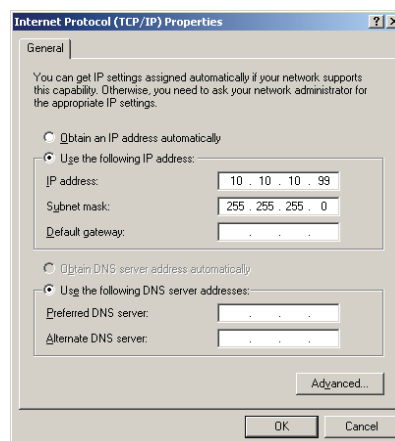 Internet Protocol (TCP/IP) Properties
General
You can get IP settings assigned automatically if your network supports
this capability. Otherwise, you need to ask your network administrator for
the appropriate IP settings.
Obtain an IP address automatically
Use the following IP address:
IP address: 10 . 10 . 10 . 99
Subnet mask: 255 . 255 . 255 . 0
Default gateway: . . .
Obtain DNS server address automatically
Use the following DNS server addresses:
Preferred DNS server: . . .
Alternate DNS server: . . .
Advanced...
OK Cancel